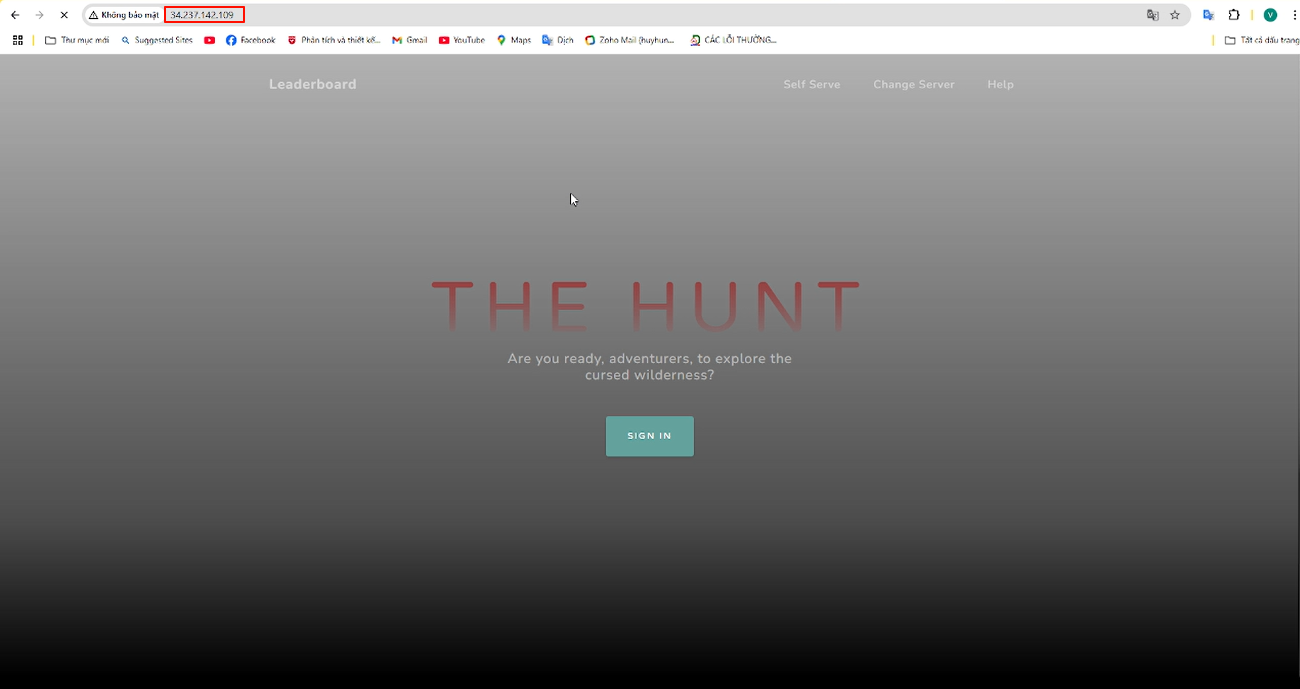 Không bảo mật 34.237.142.109
Thư mục mới Suggested Sites Facebook Phân tích và thiết kế... Gmail YouTube Maps Dịch Zoho Mail (huyhun... CÁC LỖI THƯỜNG... Tất cả dấu trang
V
Leaderboard Self Serve Change Server Help
THE HUNT
Are you ready, adventurers, to explore the
cursed wilderness?
SIGN IN